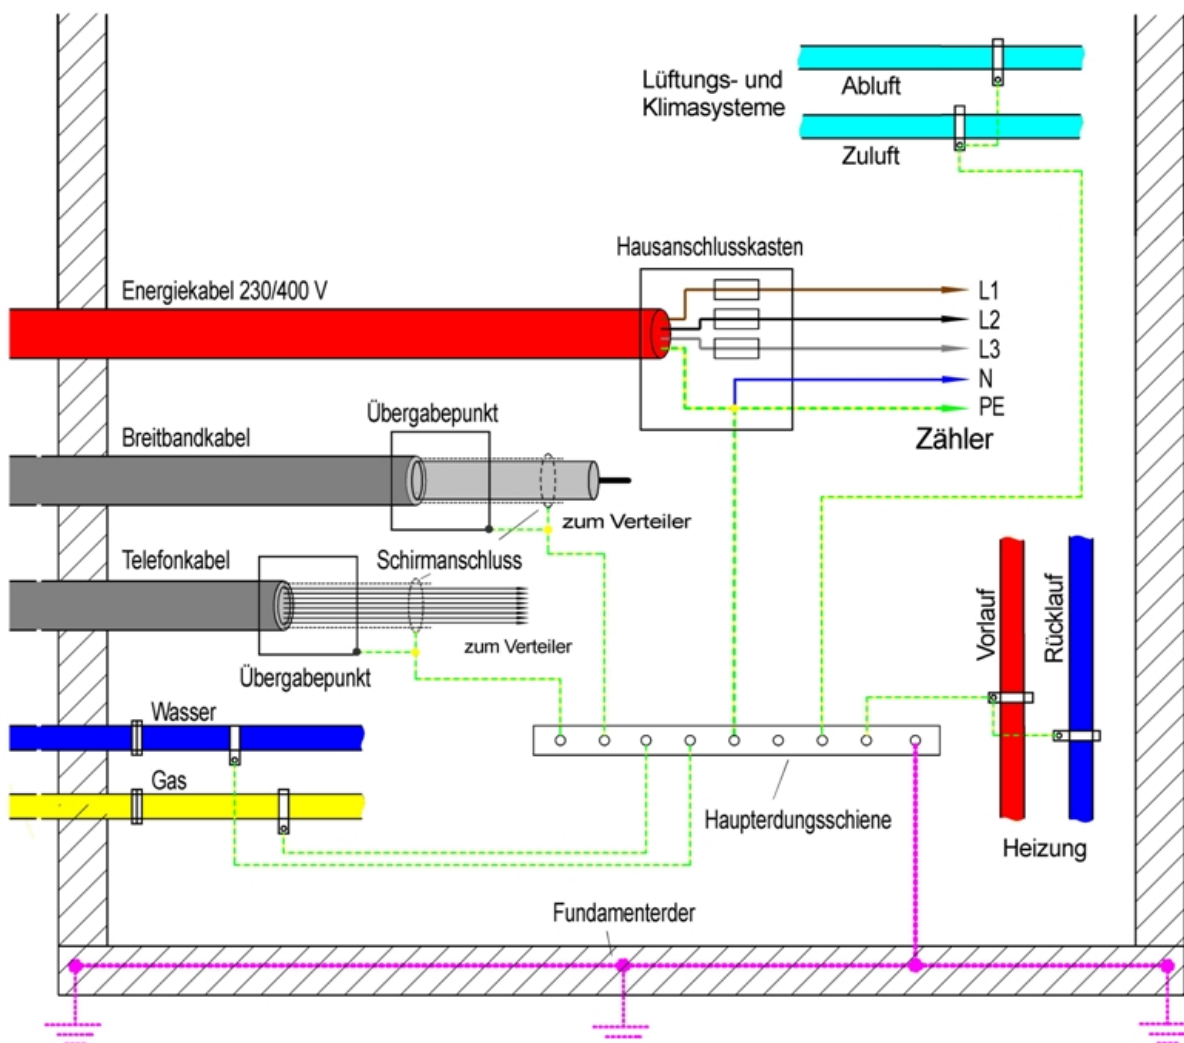 Lüftungs- und
Klimasysteme
Abluft
Zuluft
Hausanschlusskasten
Energiekabel 230/400 V
L1
L2
L3
N
PE
Zähler
Übergabepunkt
Breitbandkabel
zum Verteiler
Telefonkabel
Schirmanschluss
zum Verteiler
Übergabepunkt
Vorlauf
Rücklauf
Wasser
Gas
Haupterdungsschiene
Heizung
Fundamenterder